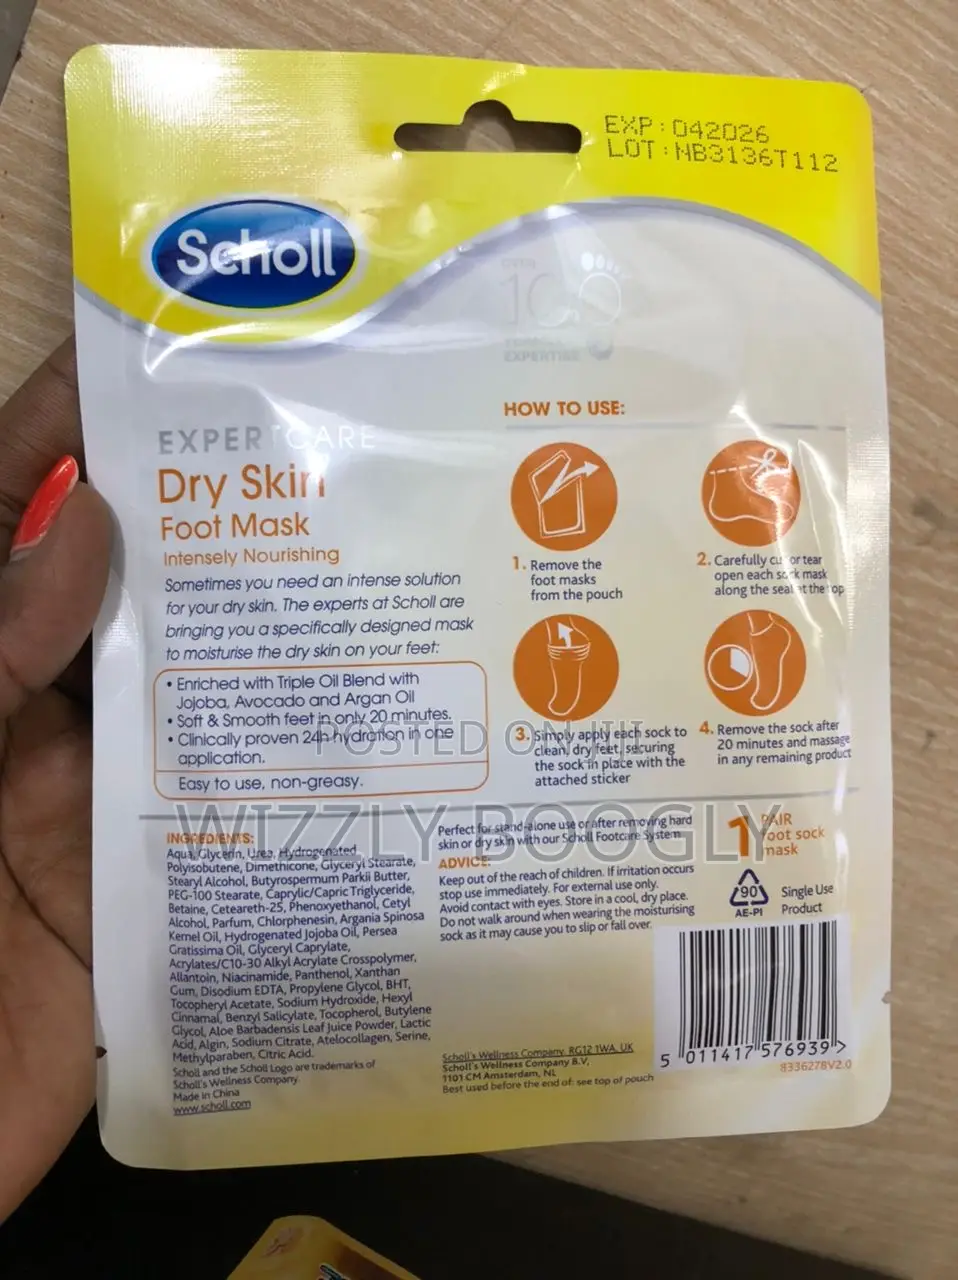 EXP : 042026
LOT : NB3136T112
Scholl
OVER
100
EXPERTISE
EXPERTCARE
Dry Skin
Foot Mask
Intensely Nourishing
Sometimes you need an intense solution
for your dry skin. The experts at Scholl are
bringing you a specifically designed mask
to moisturise the dry skin on your feet:
• Enriched with Triple Oil Blend with
Jojoba, Avocado and Argan Oil
• Soft & Smooth feet in only 20 minutes.
• Clinically proven 24h hydration in one
application.
Easy to use, non-greasy.
HOW TO USE:
1. Remove the
foot masks
from the pouch
2. Carefully cut or tear
open each sock mask
along the seal at the top
3. Simply apply each sock to
clean, dry feet, securing
the sock in place with the
attached sticker
4. Remove the sock after
20 minutes and massage
in any remaining product
POSTED ON JIJI
WIZZLY BOOGLY
INGREDIENTS:
Aqua, Glycerin, Urea, Hydrogenated
Polyisobutene, Dimethicone, Glyceryl Stearate,
Stearyl Alcohol, Butyrospermum Parkii Butter,
PEG-100 Stearate, Caprylic/Capric Triglyceride,
Betaine, Ceteareth-25, Phenoxyethanol, Cetyl
Alcohol, Parfum, Chlorphenesin, Argania Spinosa
Kernel Oil, Hydrogenated Jojoba Oil, Persea
Gratissima Oil, Glyceryl Caprylate,
Acrylates/C10-30 Alkyl Acrylate Crosspolymer,
Allantoin, Niacinamide, Panthenol, Xanthan
Gum, Disodium EDTA, Propylene Glycol, BHT,
Tocopheryl Acetate, Sodium Hydroxide, Hexyl
Cinnamal, Benzyl Salicylate, Tocopherol, Butylene
Glycol, Aloe Barbadensis Leaf Juice Powder, Lactic
Acid, Algin, Sodium Citrate, Atelocollagen, Serine,
Methylparaben, Citric Acid.
Scholl and the Scholl Logo are trademarks of
Scholl's Wellness Company
Made in China
www.scholl.com
Perfect for stand-alone use or after removing hard
skin or dry skin with our Scholl Footcare System.
ADVICE:
Keep out of the reach of children. If irritation occurs
stop use immediately. For external use only.
Avoid contact with eyes. Store in a cool, dry place.
Do not walk around when wearing the moisturising
sock as it may cause you to slip or fall over.
1 PAIR
foot sock
mask
90
AE-PI
Single Use
Product
Scholl's Wellness Company, RG12 1WA, UK
Scholl's Wellness Company B.V,
1101 CM Amsterdam, NL
Best used before the end of: see top of pouch
5 011417 576939 >
8336278V2.0